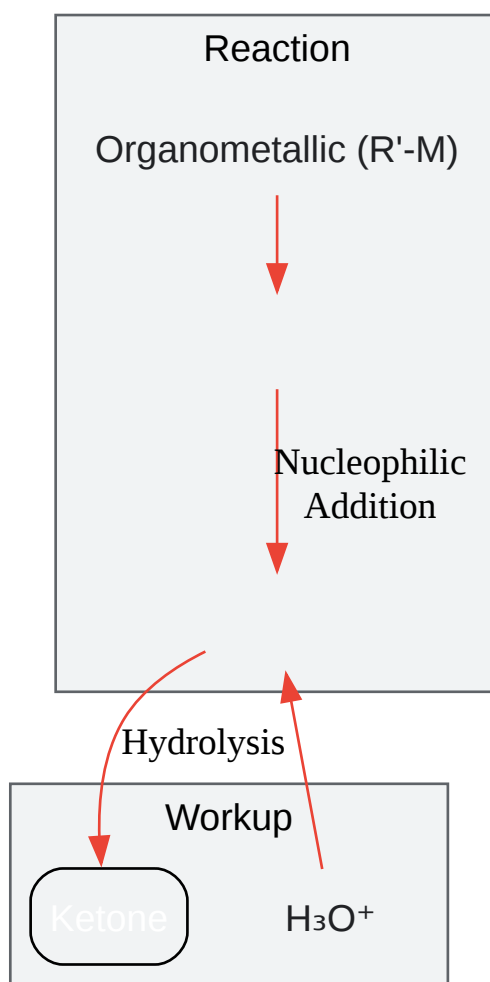 Reaction
Organometallic (R'-M)
Nucleophilic
Addition
Hydrolysis
Workup
Ketone
H₃O⁺